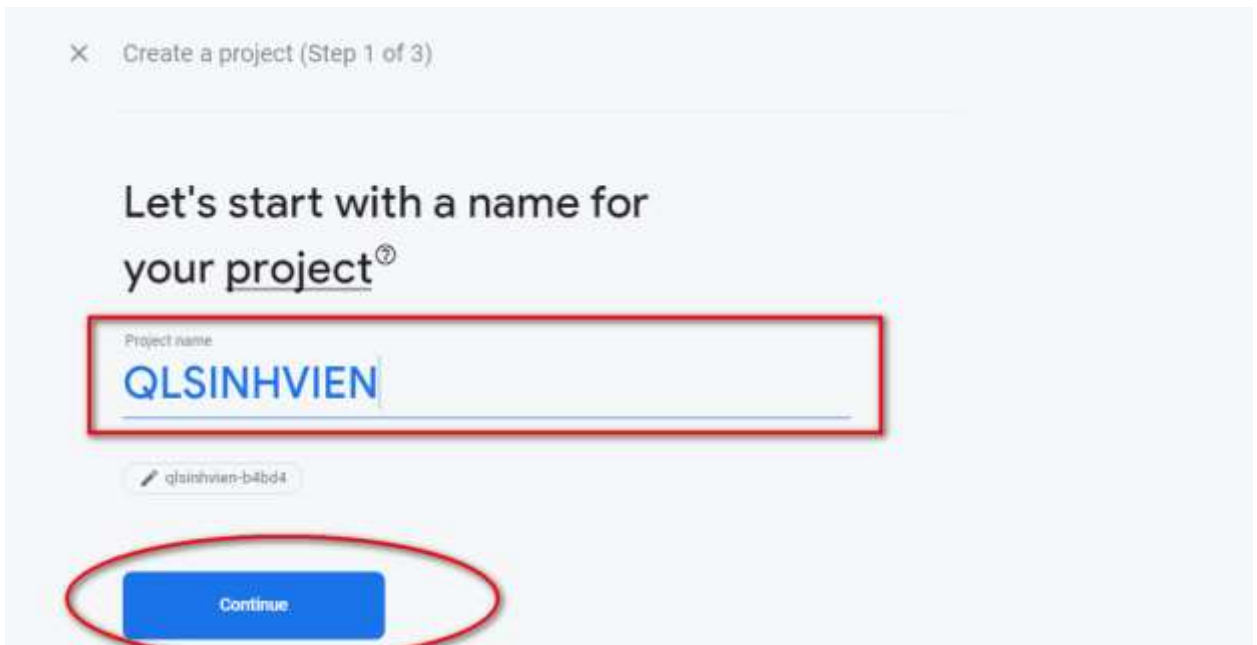 Create a project (Step 1 of 3)
Let's start with a name for
your project
Project name
QLSINHVIEN
qlsinhvien-b4bd4
Continue